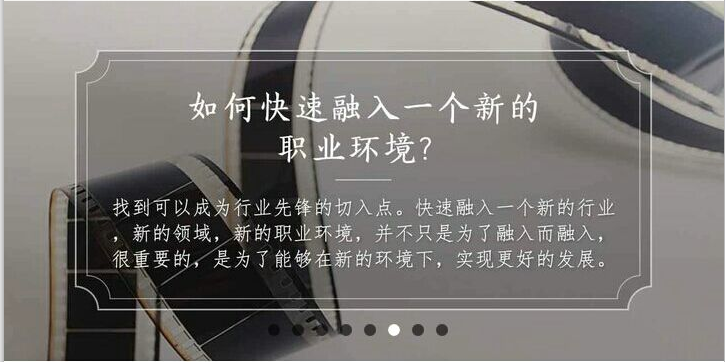 如何快速融入一个新的
职业环境？
找到可以成为行业先锋的切入点。快速融入一个新的行业
，新的领域，新的职业环境，并不只是为了融入而融入，
很重要的，是为了能够在新的环境下，实现更好的发展。